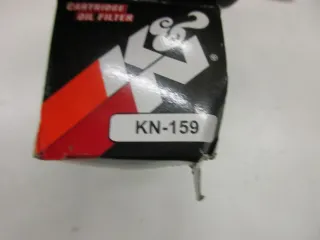 CARTRIDGE
OIL FILTER
K&N®
KN-159